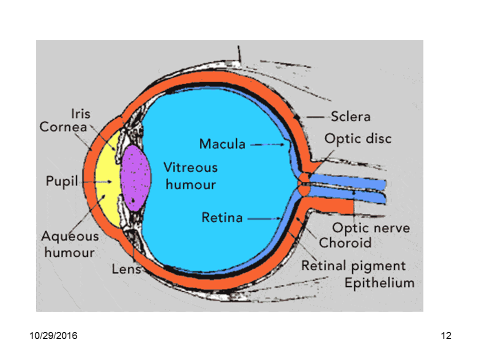 Iris
Cornea
Pupil
Aqueous
humour
Lens
Vitreous
humour
Macula
Retina
Sclera
Optic disc
Optic nerve
Choroid
Retinal pigment
Epithelium
10/29/2016
12